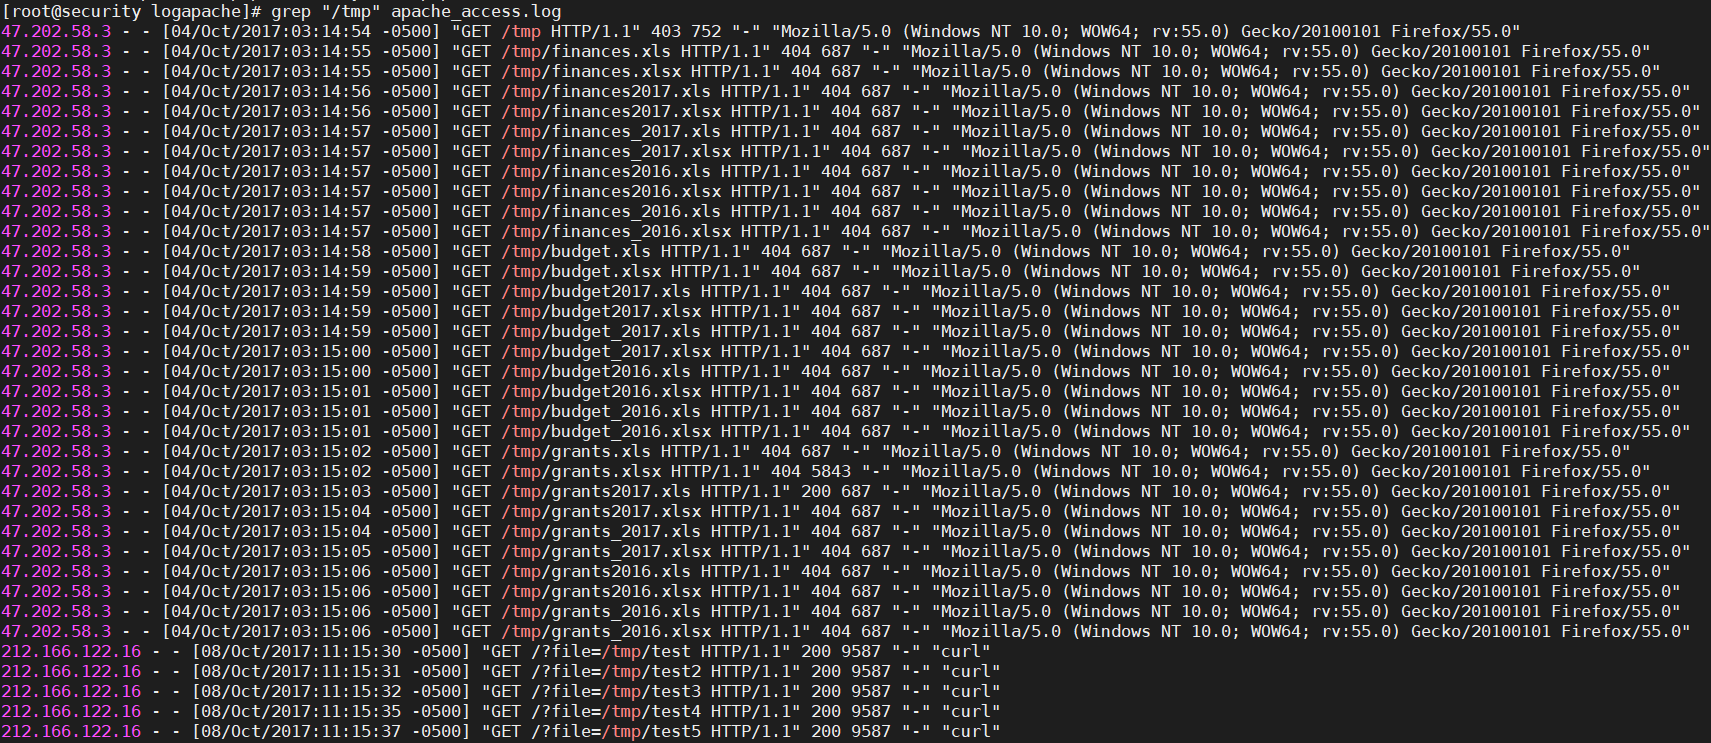 [root@security logapache]# grep "/tmp" apache_access.log
47.202.58.3 - - [04/Oct/2017:03:14:54 -0500] "GET /tmp HTTP/1.1" 403 752 "-" "Mozilla/5.0 (Windows NT 10.0; WOW64; rv:55.0) Gecko/20100101 Firefox/55.0"
47.202.58.3 - - [04/Oct/2017:03:14:55 -0500] "GET /tmp/finances.xls HTTP/1.1" 404 687 "-" "Mozilla/5.0 (Windows NT 10.0; WOW64; rv:55.0) Gecko/20100101 Firefox/55.0"
47.202.58.3 - - [04/Oct/2017:03:14:55 -0500] "GET /tmp/finances.xlsx HTTP/1.1" 404 687 "-" "Mozilla/5.0 (Windows NT 10.0; WOW64; rv:55.0) Gecko/20100101 Firefox/55.0"
47.202.58.3 - - [04/Oct/2017:03:14:56 -0500] "GET /tmp/finances2017.xls HTTP/1.1" 404 687 "-" "Mozilla/5.0 (Windows NT 10.0; WOW64; rv:55.0) Gecko/20100101 Firefox/55.0"
47.202.58.3 - - [04/Oct/2017:03:14:56 -0500] "GET /tmp/finances2017.xlsx HTTP/1.1" 404 687 "-" "Mozilla/5.0 (Windows NT 10.0; WOW64; rv:55.0) Gecko/20100101 Firefox/55.0"
47.202.58.3 - - [04/Oct/2017:03:14:57 -0500] "GET /tmp/finances_2017.xls HTTP/1.1" 404 687 "-" "Mozilla/5.0 (Windows NT 10.0; WOW64; rv:55.0) Gecko/20100101 Firefox/55.0"
47.202.58.3 - - [04/Oct/2017:03:14:57 -0500] "GET /tmp/finances_2017.xlsx HTTP/1.1" 404 687 "-" "Mozilla/5.0 (Windows NT 10.0; WOW64; rv:55.0) Gecko/20100101 Firefox/55.0"
47.202.58.3 - - [04/Oct/2017:03:14:57 -0500] "GET /tmp/finances2016.xls HTTP/1.1" 404 687 "-" "Mozilla/5.0 (Windows NT 10.0; WOW64; rv:55.0) Gecko/20100101 Firefox/55.0"
47.202.58.3 - - [04/Oct/2017:03:14:57 -0500] "GET /tmp/finances2016.xlsx HTTP/1.1" 404 687 "-" "Mozilla/5.0 (Windows NT 10.0; WOW64; rv:55.0) Gecko/20100101 Firefox/55.0"
47.202.58.3 - - [04/Oct/2017:03:14:57 -0500] "GET /tmp/finances_2016.xls HTTP/1.1" 404 687 "-" "Mozilla/5.0 (Windows NT 10.0; WOW64; rv:55.0) Gecko/20100101 Firefox/55.0"
47.202.58.3 - - [04/Oct/2017:03:14:57 -0500] "GET /tmp/finances_2016.xlsx HTTP/1.1" 404 687 "-" "Mozilla/5.0 (Windows NT 10.0; WOW64; rv:55.0) Gecko/20100101 Firefox/55.0"
47.202.58.3 - - [04/Oct/2017:03:14:58 -0500] "GET /tmp/budget.xls HTTP/1.1" 404 687 "-" "Mozilla/5.0 (Windows NT 10.0; WOW64; rv:55.0) Gecko/20100101 Firefox/55.0"
47.202.58.3 - - [04/Oct/2017:03:14:59 -0500] "GET /tmp/budget.xlsx HTTP/1.1" 404 687 "-" "Mozilla/5.0 (Windows NT 10.0; WOW64; rv:55.0) Gecko/20100101 Firefox/55.0"
47.202.58.3 - - [04/Oct/2017:03:14:59 -0500] "GET /tmp/budget2017.xls HTTP/1.1" 404 687 "-" "Mozilla/5.0 (Windows NT 10.0; WOW64; rv:55.0) Gecko/20100101 Firefox/55.0"
47.202.58.3 - - [04/Oct/2017:03:14:59 -0500] "GET /tmp/budget2017.xlsx HTTP/1.1" 404 687 "-" "Mozilla/5.0 (Windows NT 10.0; WOW64; rv:55.0) Gecko/20100101 Firefox/55.0"
47.202.58.3 - - [04/Oct/2017:03:14:59 -0500] "GET /tmp/budget_2017.xls HTTP/1.1" 404 687 "-" "Mozilla/5.0 (Windows NT 10.0; WOW64; rv:55.0) Gecko/20100101 Firefox/55.0"
47.202.58.3 - - [04/Oct/2017:03:15:00 -0500] "GET /tmp/budget_2017.xlsx HTTP/1.1" 404 687 "-" "Mozilla/5.0 (Windows NT 10.0; WOW64; rv:55.0) Gecko/20100101 Firefox/55.0"
47.202.58.3 - - [04/Oct/2017:03:15:00 -0500] "GET /tmp/budget2016.xls HTTP/1.1" 404 687 "-" "Mozilla/5.0 (Windows NT 10.0; WOW64; rv:55.0) Gecko/20100101 Firefox/55.0"
47.202.58.3 - - [04/Oct/2017:03:15:01 -0500] "GET /tmp/budget2016.xlsx HTTP/1.1" 404 687 "-" "Mozilla/5.0 (Windows NT 10.0; WOW64; rv:55.0) Gecko/20100101 Firefox/55.0"
47.202.58.3 - - [04/Oct/2017:03:15:01 -0500] "GET /tmp/budget_2016.xls HTTP/1.1" 404 687 "-" "Mozilla/5.0 (Windows NT 10.0; WOW64; rv:55.0) Gecko/20100101 Firefox/55.0"
47.202.58.3 - - [04/Oct/2017:03:15:01 -0500] "GET /tmp/budget_2016.xlsx HTTP/1.1" 404 687 "-" "Mozilla/5.0 (Windows NT 10.0; WOW64; rv:55.0) Gecko/20100101 Firefox/55.0"
47.202.58.3 - - [04/Oct/2017:03:15:02 -0500] "GET /tmp/grants.xls HTTP/1.1" 404 687 "-" "Mozilla/5.0 (Windows NT 10.0; WOW64; rv:55.0) Gecko/20100101 Firefox/55.0"
47.202.58.3 - - [04/Oct/2017:03:15:02 -0500] "GET /tmp/grants.xlsx HTTP/1.1" 404 5843 "-" "Mozilla/5.0 (Windows NT 10.0; WOW64; rv:55.0) Gecko/20100101 Firefox/55.0"
47.202.58.3 - - [04/Oct/2017:03:15:03 -0500] "GET /tmp/grants2017.xls HTTP/1.1" 200 687 "-" "Mozilla/5.0 (Windows NT 10.0; WOW64; rv:55.0) Gecko/20100101 Firefox/55.0"
47.202.58.3 - - [04/Oct/2017:03:15:04 -0500] "GET /tmp/grants2017.xlsx HTTP/1.1" 404 687 "-" "Mozilla/5.0 (Windows NT 10.0; WOW64; rv:55.0) Gecko/20100101 Firefox/55.0"
47.202.58.3 - - [04/Oct/2017:03:15:04 -0500] "GET /tmp/grants_2017.xls HTTP/1.1" 404 687 "-" "Mozilla/5.0 (Windows NT 10.0; WOW64; rv:55.0) Gecko/20100101 Firefox/55.0"
47.202.58.3 - - [04/Oct/2017:03:15:05 -0500] "GET /tmp/grants_2017.xlsx HTTP/1.1" 404 687 "-" "Mozilla/5.0 (Windows NT 10.0; WOW64; rv:55.0) Gecko/20100101 Firefox/55.0"
47.202.58.3 - - [04/Oct/2017:03:15:06 -0500] "GET /tmp/grants2016.xls HTTP/1.1" 404 687 "-" "Mozilla/5.0 (Windows NT 10.0; WOW64; rv:55.0) Gecko/20100101 Firefox/55.0"
47.202.58.3 - - [04/Oct/2017:03:15:06 -0500] "GET /tmp/grants2016.xlsx HTTP/1.1" 404 687 "-" "Mozilla/5.0 (Windows NT 10.0; WOW64; rv:55.0) Gecko/20100101 Firefox/55.0"
47.202.58.3 - - [04/Oct/2017:03:15:06 -0500] "GET /tmp/grants_2016.xls HTTP/1.1" 404 687 "-" "Mozilla/5.0 (Windows NT 10.0; WOW64; rv:55.0) Gecko/20100101 Firefox/55.0"
47.202.58.3 - - [04/Oct/2017:03:15:06 -0500] "GET /tmp/grants_2016.xlsx HTTP/1.1" 404 687 "-" "Mozilla/5.0 (Windows NT 10.0; WOW64; rv:55.0) Gecko/20100101 Firefox/55.0"
212.166.122.16 - - [08/Oct/2017:11:15:30 -0500] "GET /?file=/tmp/test HTTP/1.1" 200 9587 "-" "curl"
212.166.122.16 - - [08/Oct/2017:11:15:31 -0500] "GET /?file=/tmp/test2 HTTP/1.1" 200 9587 "-" "curl"
212.166.122.16 - - [08/Oct/2017:11:15:32 -0500] "GET /?file=/tmp/test3 HTTP/1.1" 200 9587 "-" "curl"
212.166.122.16 - - [08/Oct/2017:11:15:35 -0500] "GET /?file=/tmp/test4 HTTP/1.1" 200 9587 "-" "curl"
212.166.122.16 - - [08/Oct/2017:11:15:37 -0500] "GET /?file=/tmp/test5 HTTP/1.1" 200 9587 "-" "curl"